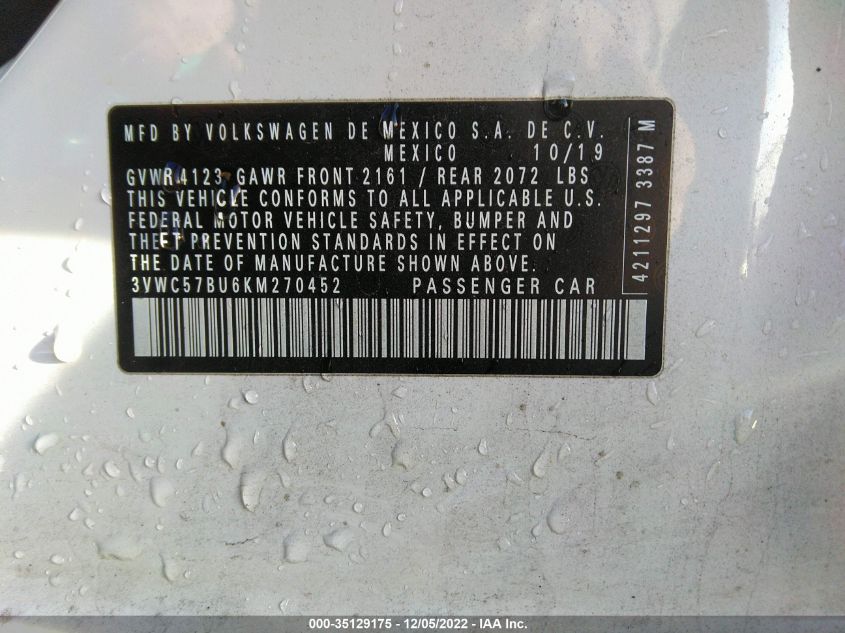 MFD BY VOLKSWAGEN DE MEXICO S.A. DE C.V.
MEXICO 10/19
GVWR 4123 GAWR FRONT 2161 / REAR 2072 LBS
THIS VEHICLE CONFORMS TO ALL APPLICABLE U.S.
FEDERAL MOTOR VEHICLE SAFETY, BUMPER AND
THEFT PREVENTION STANDARDS IN EFFECT ON
THE DATE OF MANUFACTURE SHOWN ABOVE.
3VWC57BU6KM270452 PASSENGER CAR
4211297 3387 M
000-35129175 - 12/05/2022 - IAA Inc.